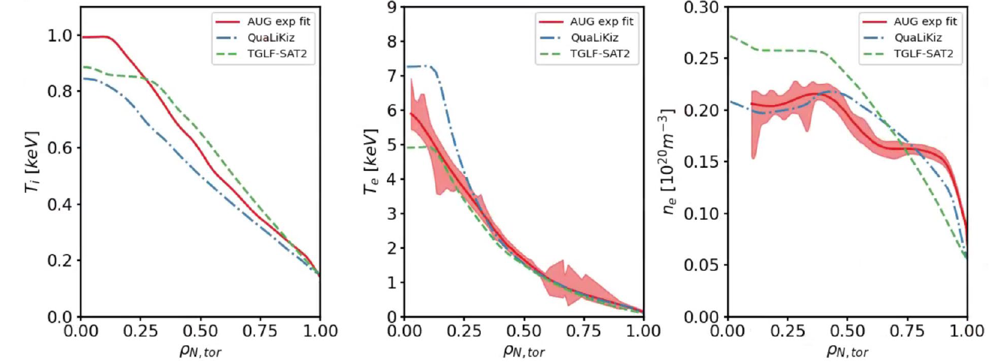 AUG exp fit
QuaLiKiz
TGLF-SAT2
1.0
0.8
0.6
0.4
0.2
0.0
T_i [keV]
0.00 0.25 0.50 0.75 1.00
ρ_{N,tor}
AUG exp fit
QuaLiKiz
TGLF-SAT2
9
8
7
6
5
4
3
2
1
0
T_e [keV]
0.00 0.25 0.50 0.75 1.00
ρ_{N,tor}
AUG exp fit
QuaLiKiz
TGLF-SAT2
0.30
0.25
0.20
0.15
0.10
0.05
0.00
n_e [10^{20}m^{-3}]
0.00 0.25 0.50 0.75 1.00
ρ_{N,tor}